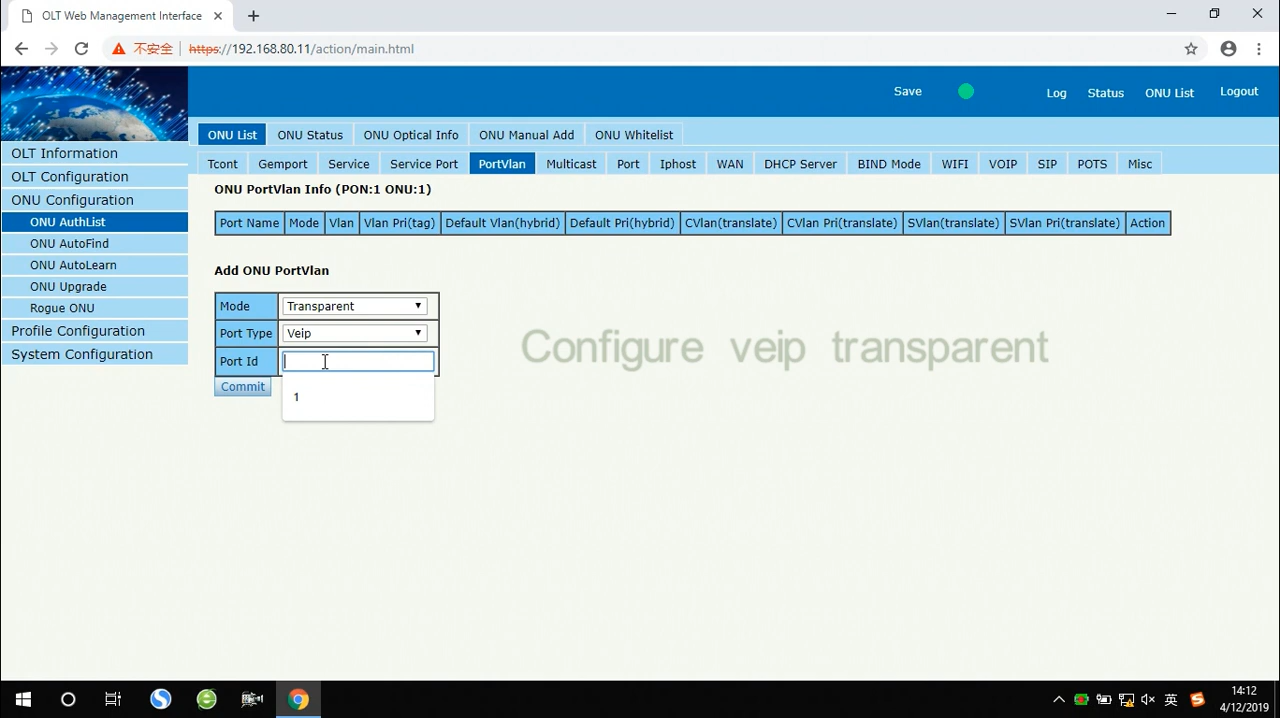 OLT Web Management Interface
不安全 https://192.168.80.11/action/main.html
Save Log Status ONU List Logout
ONU List ONU Status ONU Optical Info ONU Manual Add ONU Whitelist
Tcont Gemport Service Service Port PortVlan Multicast Port Iphost WAN DHCP Server BIND Mode WIFI VOIP SIP POTS Misc
OLT Information
OLT Configuration
ONU Configuration
ONU AuthList
ONU AutoFind
ONU AutoLearn
ONU Upgrade
Rogue ONU
Profile Configuration
System Configuration
ONU PortVlan Info (PON:1 ONU:1)
Port Name Mode Vlan Vlan Pri(tag) Default Vlan(hybrid) Default Pri(hybrid) CVlan(translate) CVlan Pri(translate) SVlan(translate) SVlan Pri(translate) Action
Add ONU PortVlan
Mode Transparent
Port Type Veip
Port Id
Commit
1
Configure veip transparent
英
14:12
4/12/2019